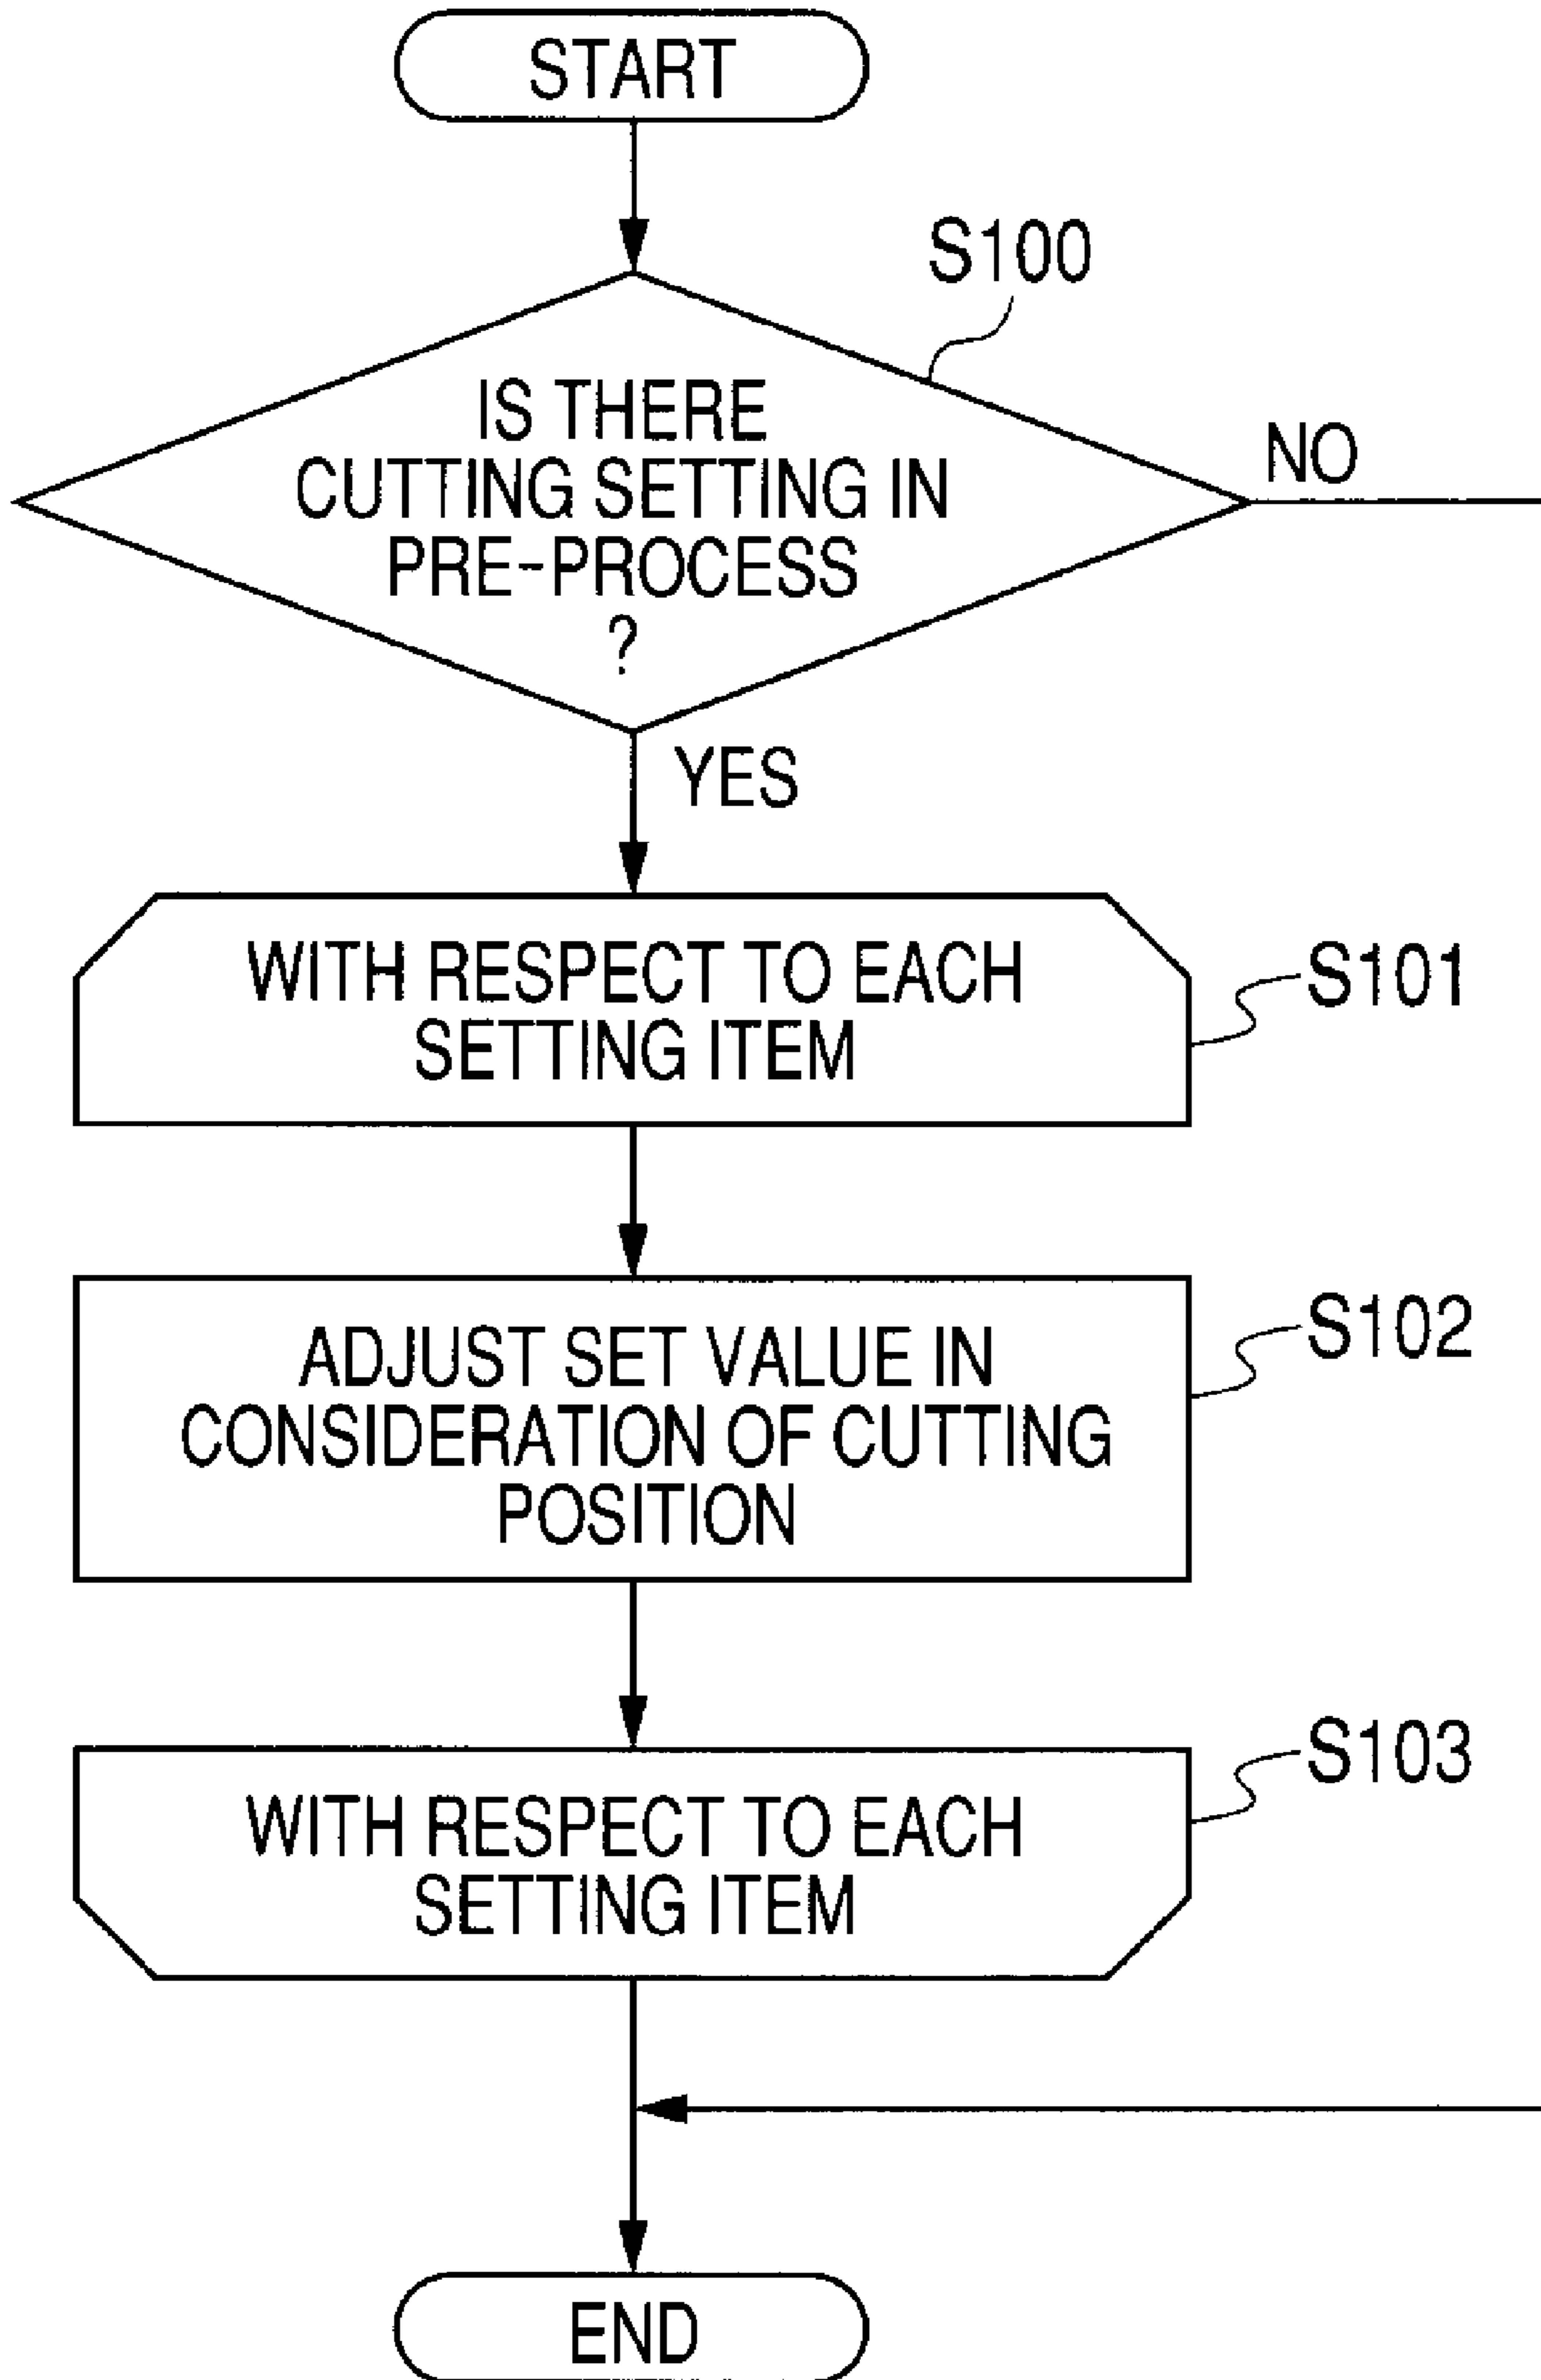 START
S100
IS THERE
CUTTING SETTING IN
PRE-PROCESS
?
NO
YES
WITH RESPECT TO EACH
SETTING ITEM
S101
ADJUST SET VALUE IN
CONSIDERATION OF CUTTING
POSITION
S102
WITH RESPECT TO EACH
SETTING ITEM
S103
END